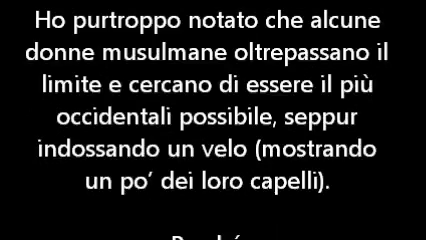 Ho purtroppo notato che alcune
donne musulmane oltrepassano il
limite e cercano di essere il più
occidentali possibile, seppur
indossando un velo (mostrando
un po’ dei loro capelli).